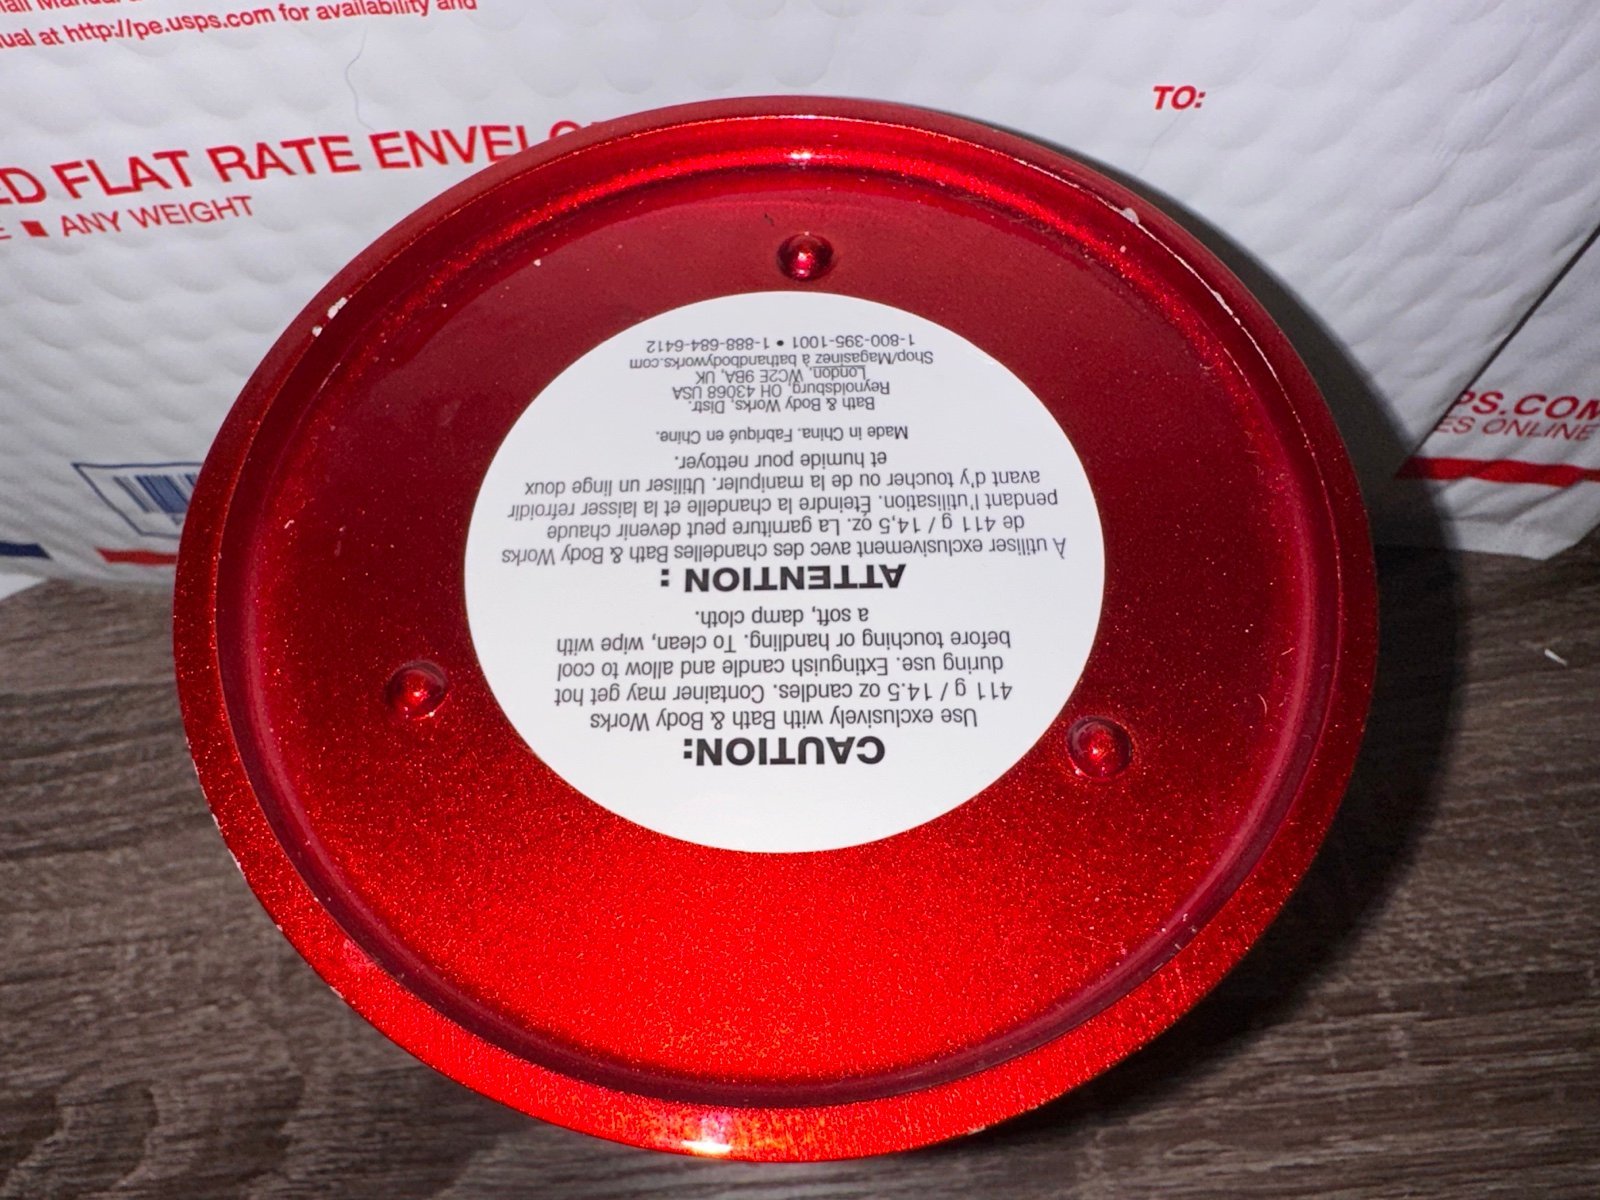 ual at http://pe.usps.com for availability and
FLAT RATE ENVELO
■ ANY WEIGHT
TO:
PS.COM
ES ONLINE
CAUTION:
Use exclusively with Bath & Body Works
411 g / 14.5 oz candles. Container may get hot
during use. Extinguish candle and allow to cool
before touching or handling. To clean, wipe with
a soft, damp cloth.
ATTENTION :
À utiliser exclusivement avec des chandelles Bath & Body Works
de 411 g / 14,5 oz. La garniture peut devenir chaude
pendant l'utilisation. Éteindre la chandelle et la laisser refroidir
avant d'y toucher ou de la manipuler. Utiliser un linge doux
et humide pour nettoyer.
Made in China. Fabriqué en Chine.
Bath & Body Works, Distr.
Reynoldsburg, OH 43068 USA
London, WC2E 9BA, UK
Shop/Magasinez à bathandbodyworks.com
1-800-395-1001 • 1-888-684-6412